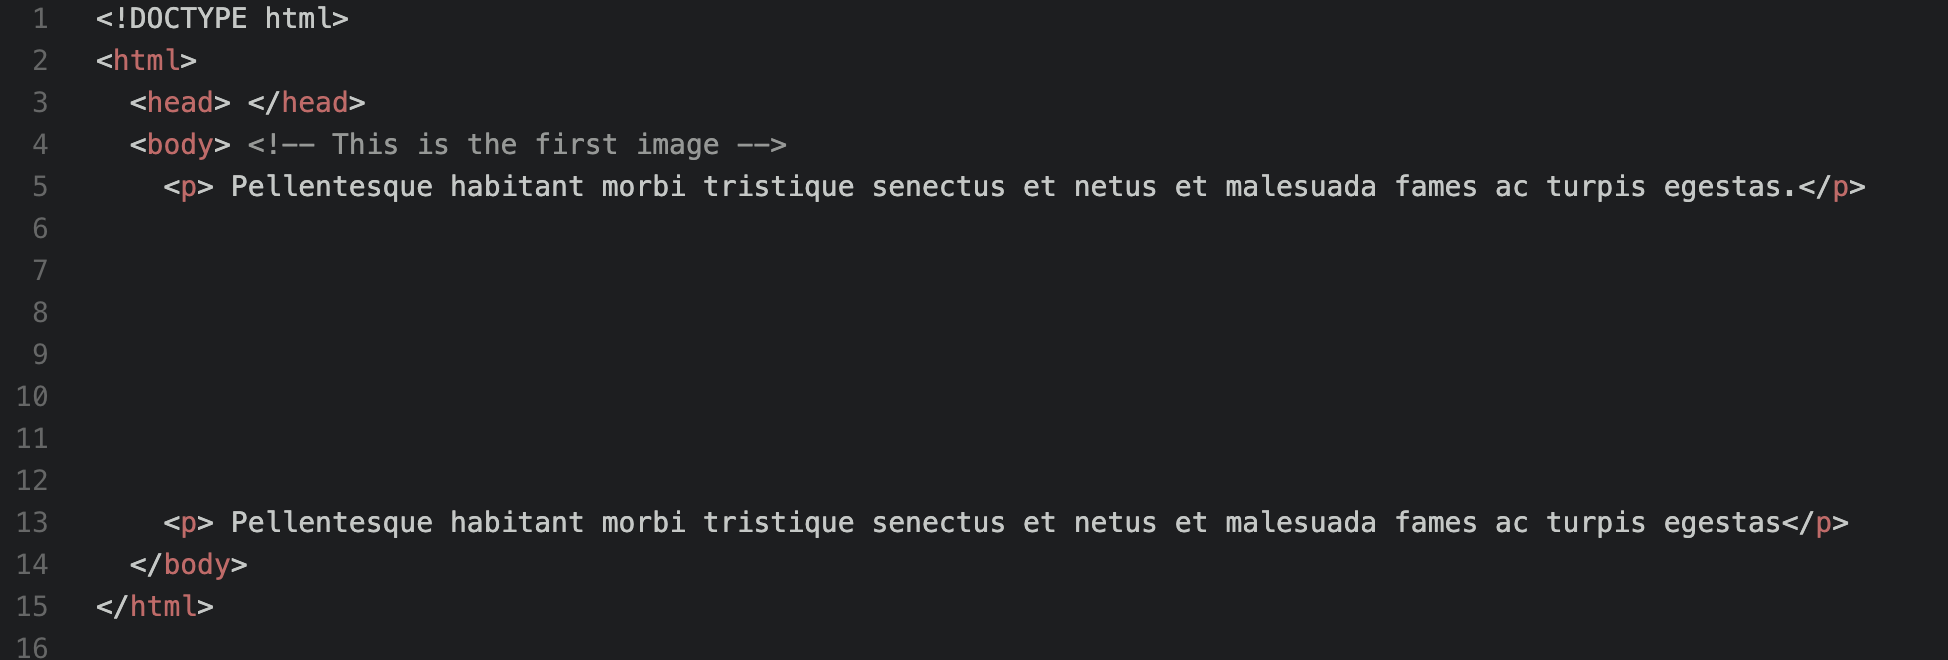 1 <!DOCTYPE html>
2 <html>
3 <head> </head>
4 <body> <!-- This is the first image -->
5 <p> Pellentesque habitant morbi tristique senectus et netus et malesuada fames ac turpis egestas.</p>
6
7
8
9
10
11
12
13 <p> Pellentesque habitant morbi tristique senectus et netus et malesuada fames ac turpis egestas</p>
14 </body>
15 </html>
16